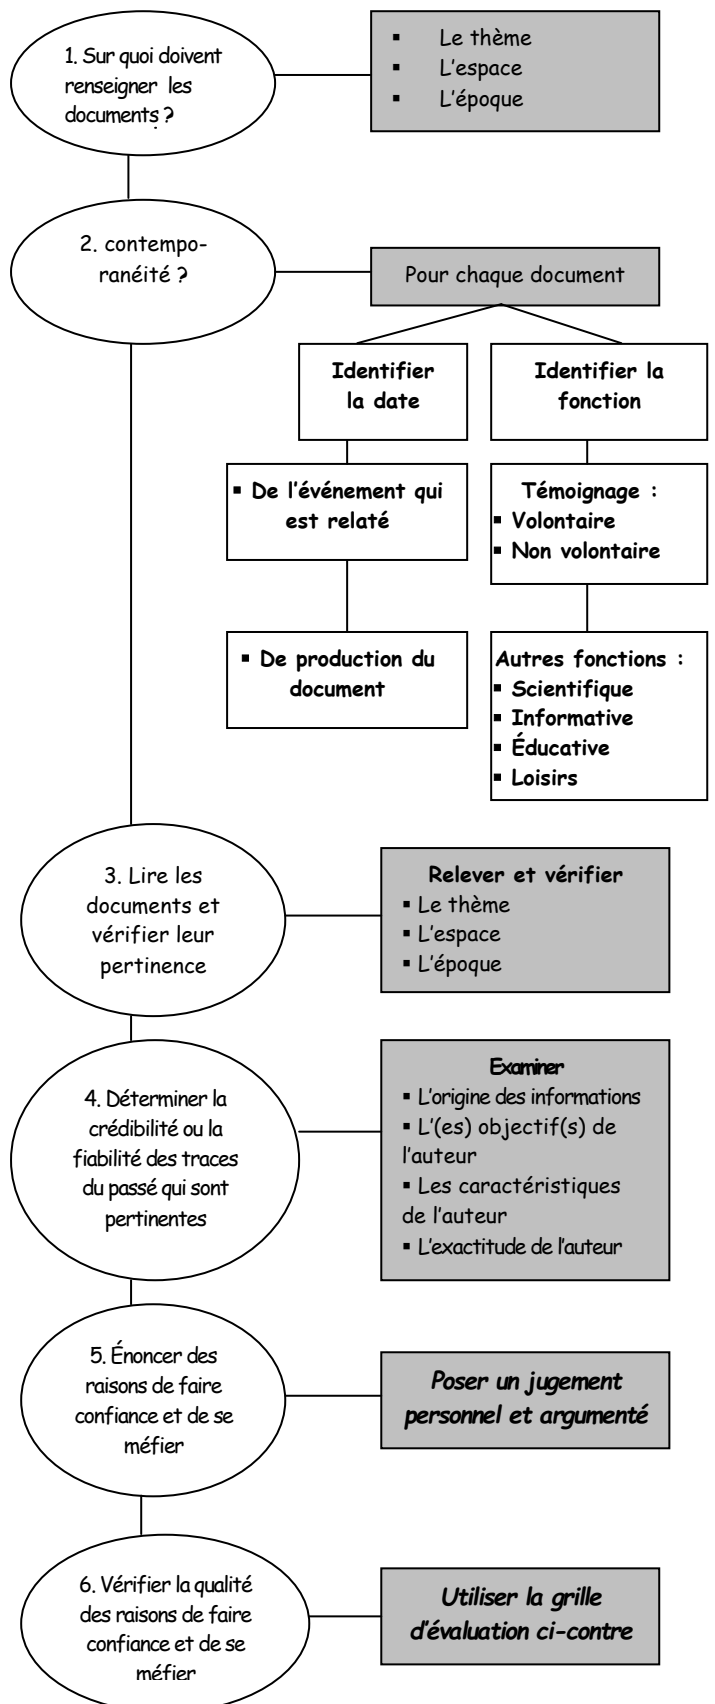 1. Sur quoi doivent
renseigner les
documents ?
▪ Le thème
▪ L'espace
▪ L'époque
2. contempo-
ranéité ?
Pour chaque document
Identifier
la date
Identifier la
fonction
▪ De l'événement qui
est relaté
Témoignage :
▪ Volontaire
▪ Non volontaire
▪ De production du
document
Autres fonctions :
▪ Scientifique
▪ Informative
▪ Éducative
▪ Loisirs
3. Lire les
documents et
vérifier leur
pertinence
Relever et vérifier
▪ Le thème
▪ L'espace
▪ L'époque
4. Déterminer la
crédibilité ou la
fiabilité des traces
du passé qui sont
pertinentes
Examiner
▪ L'origine des informations
▪ L'(es) objectif(s) de
l'auteur
▪ Les caractéristiques
de l'auteur
▪ L'exactitude de l'auteur
5. Énoncer des
raisons de faire
confiance et de se
méfier
Poser un jugement
personnel et argumenté
6. Vérifier la qualité
des raisons de faire
confiance et de se
méfier
Utiliser la grille
d'évaluation ci-contre